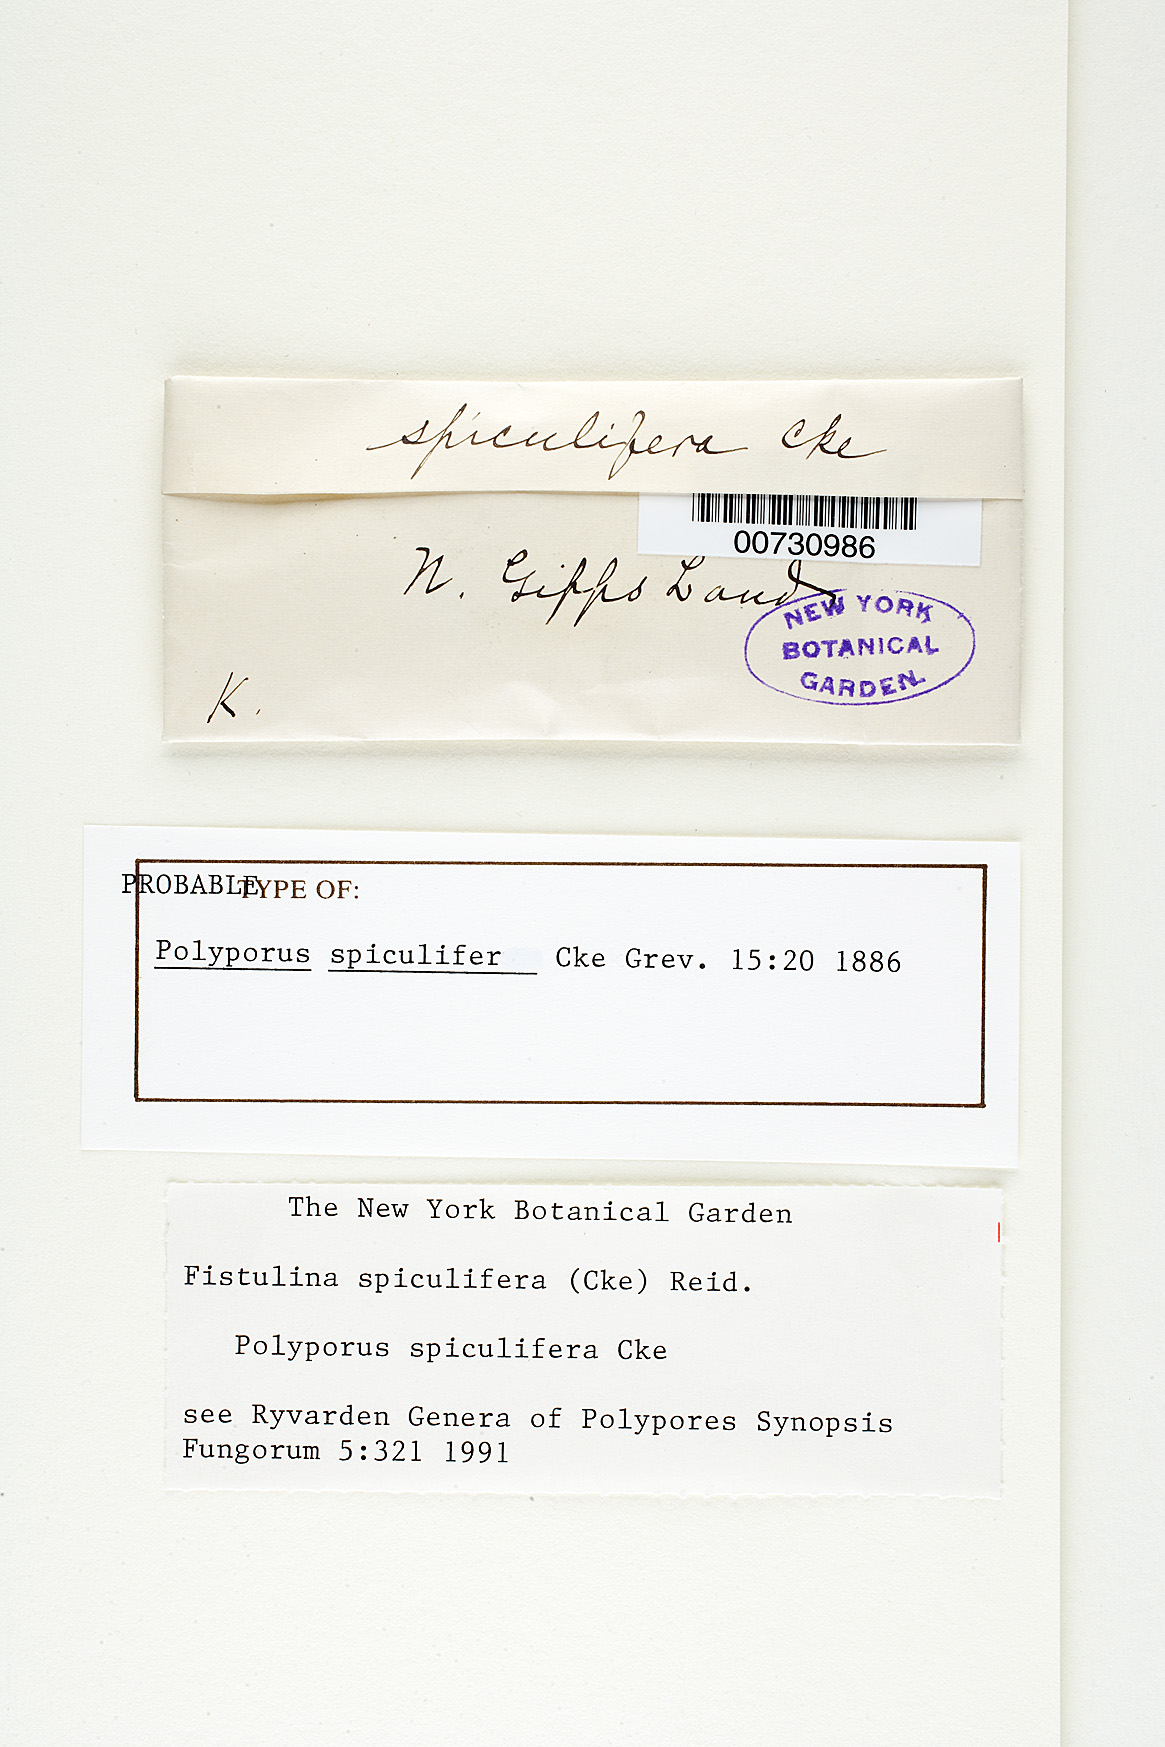 spiculifera Cke
00730986
N. Gipps Land
NEW YORK
BOTANICAL
GARDEN.
K.
PROBABLE TYPE OF:
Polyporus spiculifer Cke Grev. 15:20 1886
The New York Botanical Garden
Fistulina spiculifera (Cke) Reid.
Polyporus spiculifera Cke
see Ryvarden Genera of Polypores Synopsis
Fungorum 5:321 1991